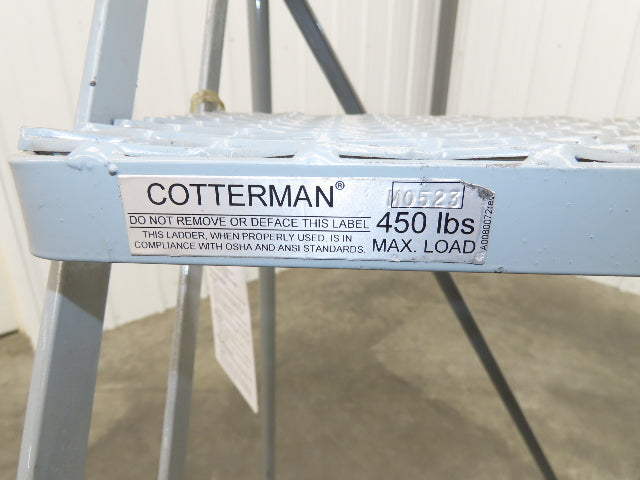 COTTERMAN®
M0523
DO NOT REMOVE OR DEFACE THIS LABEL
THIS LADDER, WHEN PROPERLY USED, IS IN
COMPLIANCE WITH OSHA AND ANSI STANDARDS.
450 lbs
MAX. LOAD